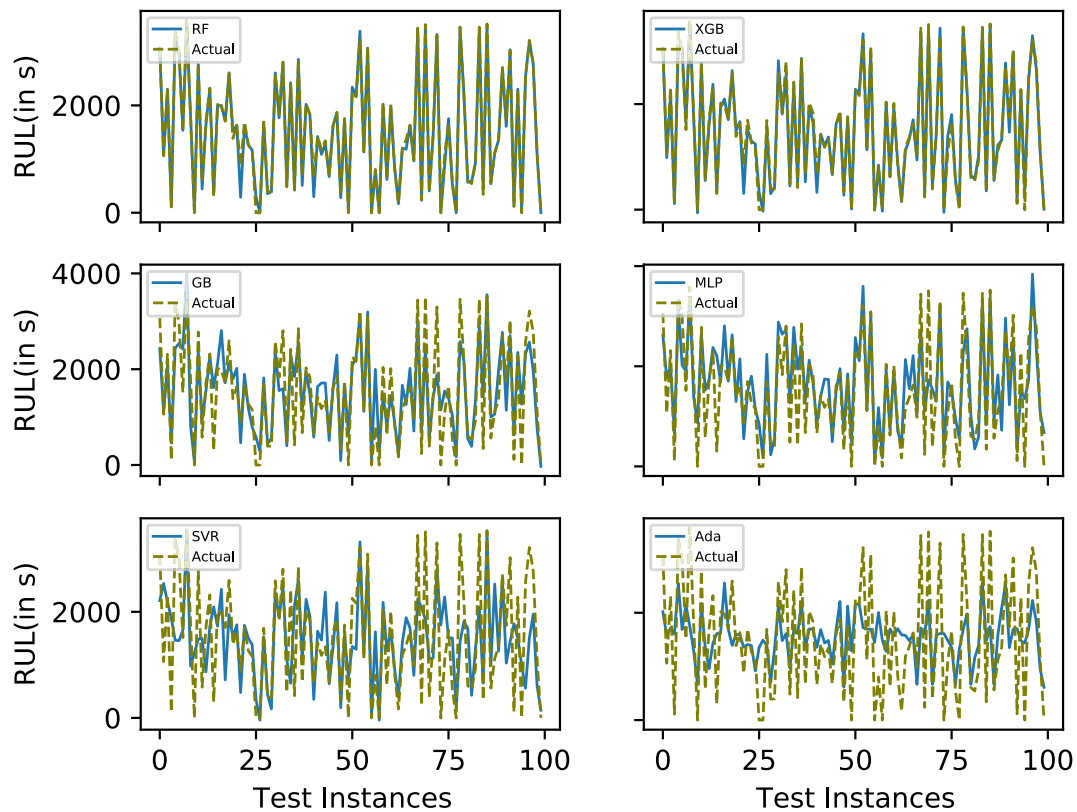 RF
Actual
XGB
Actual
RUL(in s)
2000
0
GB
Actual
MLP
Actual
RUL(in s)
4000
2000
0
SVR
Actual
Ada
Actual
RUL(in s)
2000
0
0 25 50 75 100
0 25 50 75 100
Test Instances
Test Instances